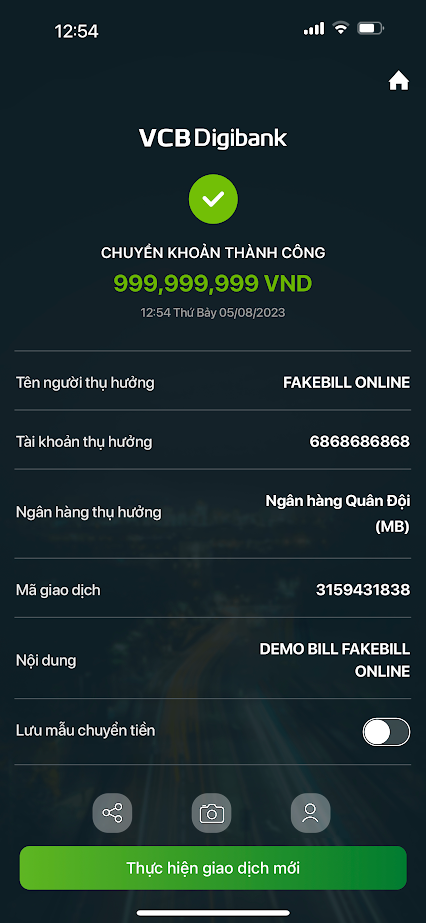 12:54
VCB Digibank
CHUYỂN KHOẢN THÀNH CÔNG
999,999,999 VND
12:54 Thứ Bảy 05/08/2023
Tên người thụ hưởng
FAKEBILL ONLINE
Tài khoản thụ hưởng
6868686868
Ngân hàng thụ hưởng
Ngân hàng Quân Đội
(MB)
Mã giao dịch
3159431838
Nội dung
DEMO BILL FAKEBILL
ONLINE
Lưu mẫu chuyển tiền
Thực hiện giao dịch mới